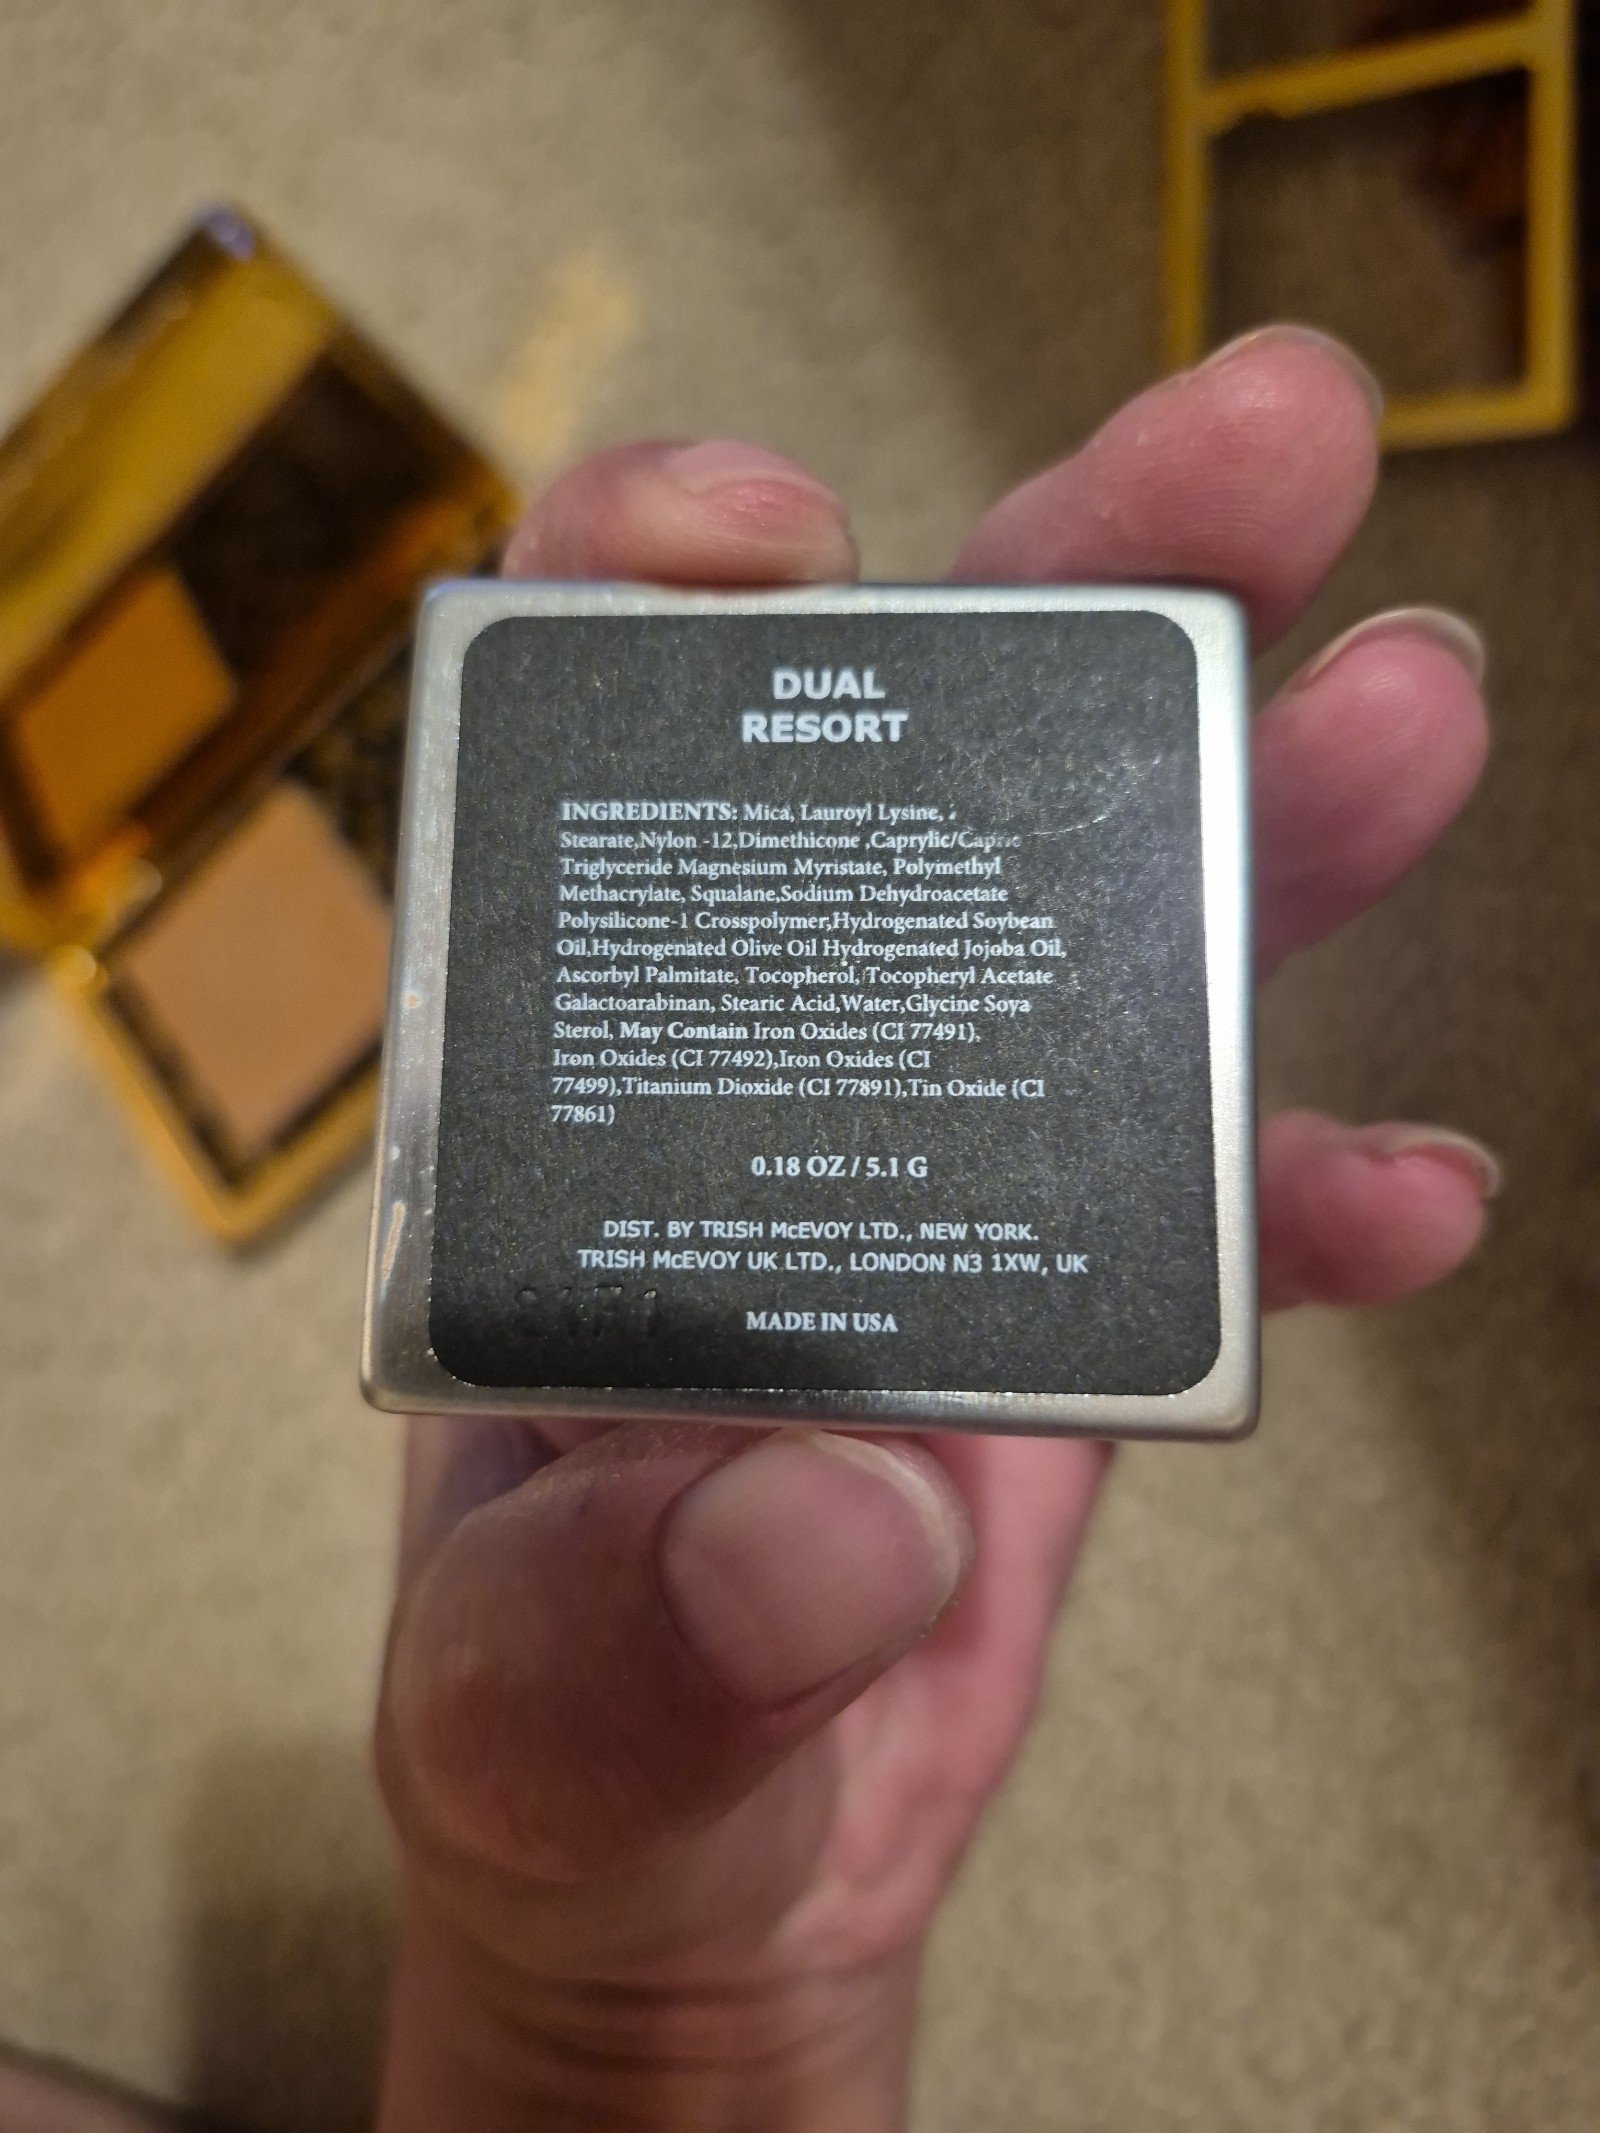 DUAL
RESORT
INGREDIENTS: Mica, Lauroyl Lysine,
Stearate,Nylon -12,Dimethicone ,Caprylic/Capric
Triglyceride Magnesium Myristate, Polymethyl
Methacrylate, Squalane,Sodium Dehydroacetate
Polysilicone-1 Crosspolymer,Hydrogenated Soybean
Oil,Hydrogenated Olive Oil Hydrogenated Jojoba Oil,
Ascorbyl Palmitate, Tocopherol, Tocopheryl Acetate
Galactoarabinan, Stearic Acid,Water,Glycine Soya
Sterol, May Contain Iron Oxides (CI 77491),
Iron Oxides (CI 77492),Iron Oxides (CI
77499),Titanium Dioxide (CI 77891),Tin Oxide (CI
77861)
0.18 OZ / 5.1 G
DIST. BY TRISH McEVOY LTD., NEW YORK.
TRISH McEVOY UK LTD., LONDON N3 1XW, UK
MADE IN USA